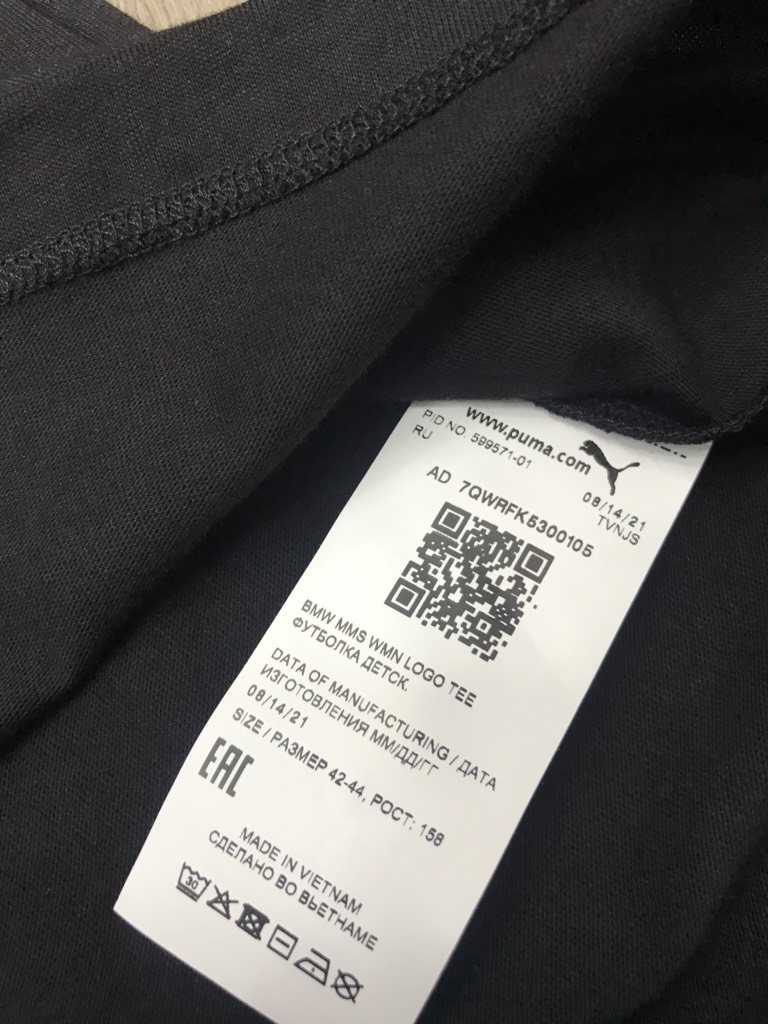 www.puma.com
PID NO. 599571-01
RU
08/14/21
TVNJS
AD 7QWRFK5300105
BMW MMS WMN LOGO TEE
ФУТБОЛКА ДЕТСК.
DATA OF MANUFACTURING / ДАТА
ИЗГОТОВЛЕНИЯ ММ/ДД/ГГ
08/14/21
SIZE / РАЗМЕР 42-44, РОСТ: 158
EAC
MADE IN VIETNAM
СДЕЛАНО ВО ВЬЕТНАМЕ
30